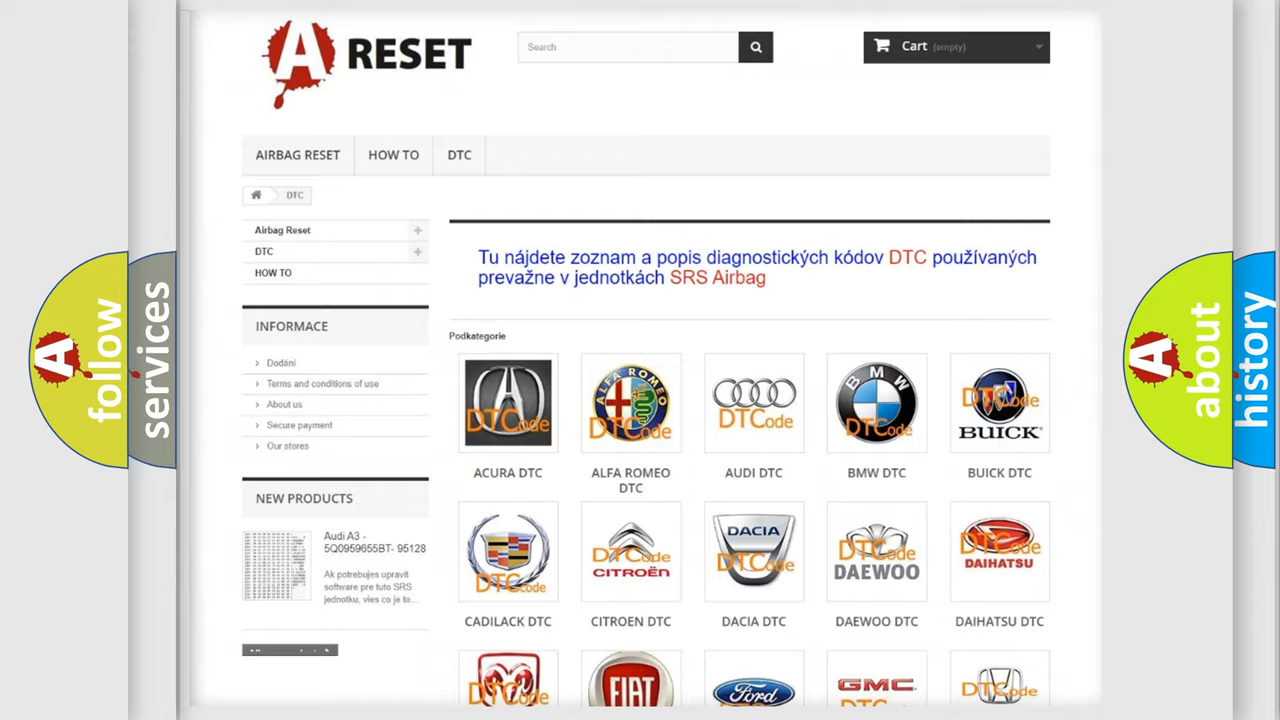 A RESET
Search
Cart (empty)
AIRBAG RESET
HOW TO
DTC
DTC
Airbag Reset
DTC
HOW TO
Tu nájdete zoznam a popis diagnostických kódov DTC používaných
prevažne v jednotkách SRS Airbag
INFORMACE
Dodání
Terms and conditions of use
About us
Secure payment
Our stores
NEW PRODUCTS
Audi A3 -
5Q0959655BT- 95128
Ak potrebujes upravit
software pre tuto SRS
jednotku, vies co je to...
Podkategorie
DTCode
ALFA ROMEO
DTCode
DTCode
BMW
DTCode
DTCode
BUICK
ACURA DTC
ALFA ROMEO
DTC
AUDI DTC
BMW DTC
BUICK DTC
DTCode
DTCode
CITROËN
DACIA
DTCode
DTCode
DAEWOO
DTCode
DAIHATSU
CADILACK DTC
CITROEN DTC
DACIA DTC
DAEWOO DTC
DAIHATSU DTC
DTCode
FIAT
Ford
GMC
DTCode
A
follow
services
A
about
history